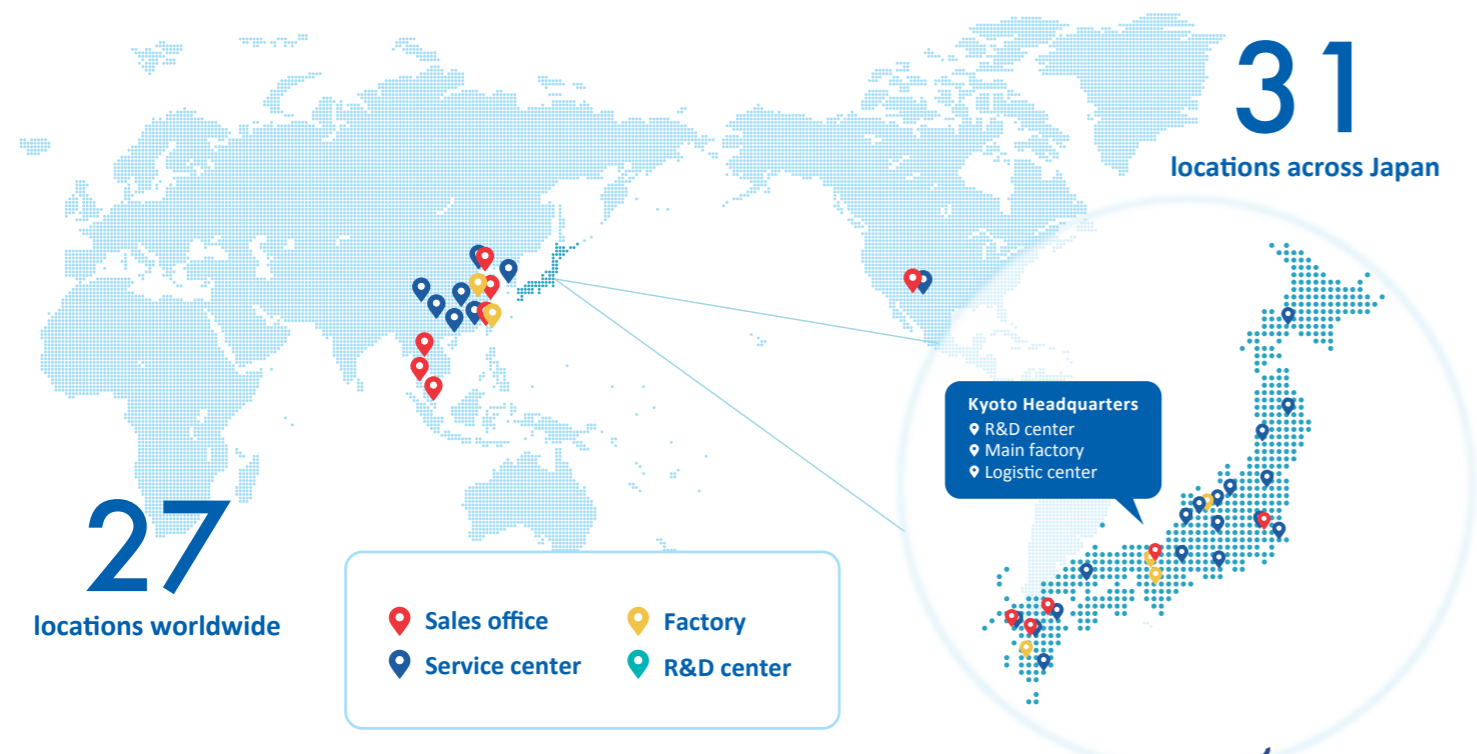 31
locations across Japan
Kyoto Headquarters
R&D center
Main factory
Logistic center
27
locations worldwide
Sales office
Factory
Service center
R&D center